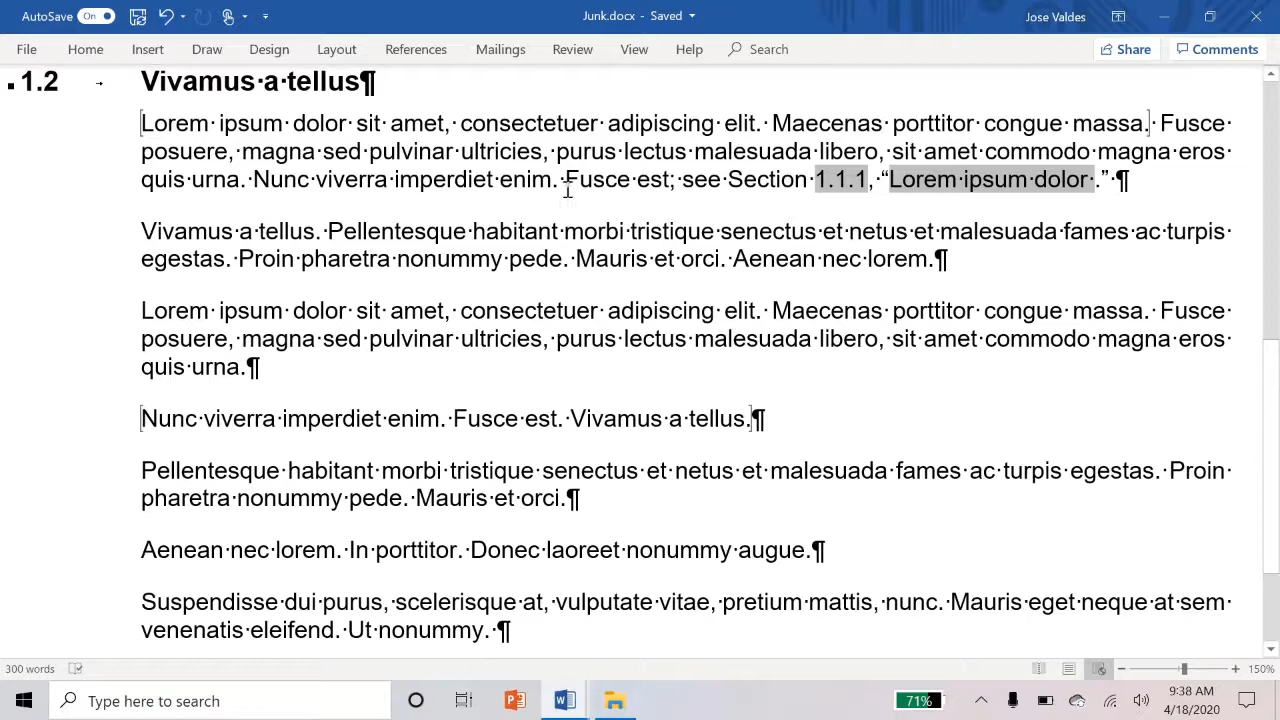 AutoSave On Junk.docx - Saved Jose Valdes
File Home Insert Draw Design Layout References Mailings Review View Help Search Share Comments
1.2 → Vivamus·a·tellus¶
Lorem· ipsum· dolor· sit· amet,· consectetuer· adipiscing· elit.· Maecenas· porttitor· congue· massa.· Fusce·
posuere,· magna· sed· pulvinar· ultricies,· purus· lectus· malesuada· libero,· sit· amet· commodo· magna· eros·
quis·urna.·Nunc·viverra·imperdiet·enim.·Fusce·est;·see·Section·1.1.1,·“Lorem·ipsum·dolor·.”·¶
Vivamus·a·tellus.·Pellentesque·habitant·morbi·tristique·senectus·et·netus·et·malesuada·fames·ac·turpis·
egestas.·Proin·pharetra·nonummy·pede.·Mauris·et·orci.·Aenean·nec·lorem.¶
Lorem· ipsum· dolor· sit· amet,· consectetuer· adipiscing· elit.· Maecenas· porttitor· congue· massa.· Fusce·
posuere,· magna· sed· pulvinar· ultricies,· purus· lectus· malesuada· libero,· sit· amet· commodo· magna· eros·
quis·urna.¶
Nunc·viverra·imperdiet·enim.·Fusce·est.·Vivamus·a·tellus.¶
Pellentesque· habitant· morbi· tristique· senectus· et· netus· et· malesuada· fames· ac· turpis· egestas.· Proin·
pharetra·nonummy·pede.·Mauris·et·orci.¶
Aenean·nec·lorem.·In·porttitor.·Donec·laoreet·nonummy·augue.¶
Suspendisse·dui·purus,·scelerisque·at,·vulputate·vitae,·pretium·mattis,·nunc.·Mauris·eget·neque·at·sem·
venenatis·eleifend.·Ut·nonummy.·¶
300 words 150%
Type here to search 71% 9:38 AM
4/18/2020